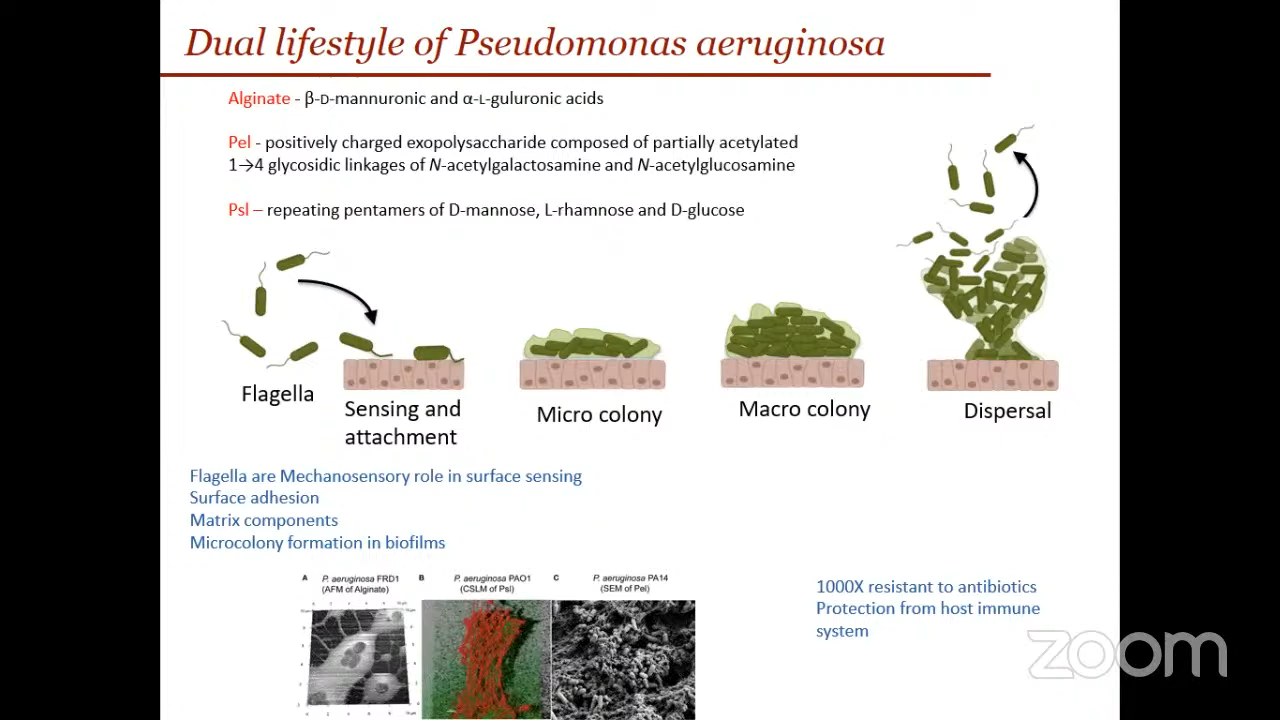 Dual lifestyle of Pseudomonas aeruginosa
Alginate - β-D-mannuronic and α-L-guluronic acids
Pel - positively charged exopolysaccharide composed of partially acetylated
1→4 glycosidic linkages of N-acetylgalactosamine and N-acetylglucosamine
Psl – repeating pentamers of D-mannose, L-rhamnose and D-glucose
Flagella
Sensing and
attachment
Micro colony
Macro colony
Dispersal
Flagella are Mechanosensory role in surface sensing
Surface adhesion
Matrix components
Microcolony formation in biofilms
A P. aeruginosa FRD1
(AFM of Alginate)
B P. aeruginosa PAO1
(CSLM of Psl)
C P. aeruginosa PA14
(SEM of Pel)
1000X resistant to antibiotics
Protection from host immune
system
zoom